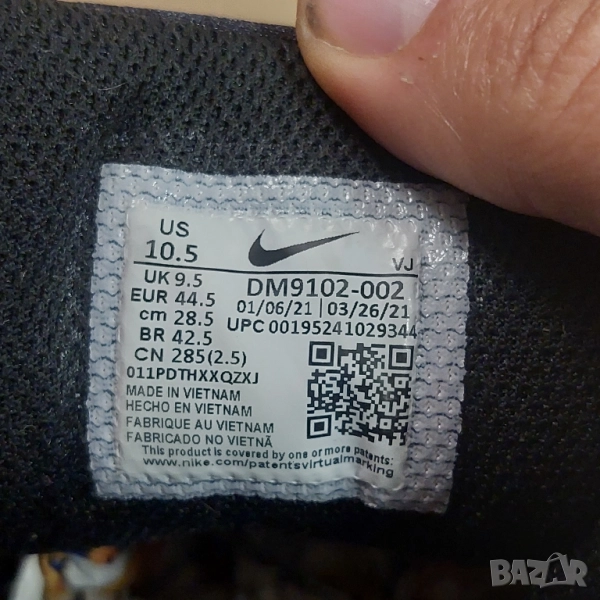 US
10.5
VJ
UK 9.5
DM9102-002
EUR 44.5
01/06/21 | 03/26/21
cm 28.5
UPC 00195241029344
BR 42.5
CN 285(2.5)
011PDTHXXQZXJ
MADE IN VIETNAM
HECHO EN VIETNAM
FABRIQUE AU VIETNAM
FABRICADO NO VIETNÃ
This product is covered by one or more patents:
www.nike.com/patentsvirtualmarking
BAZAR